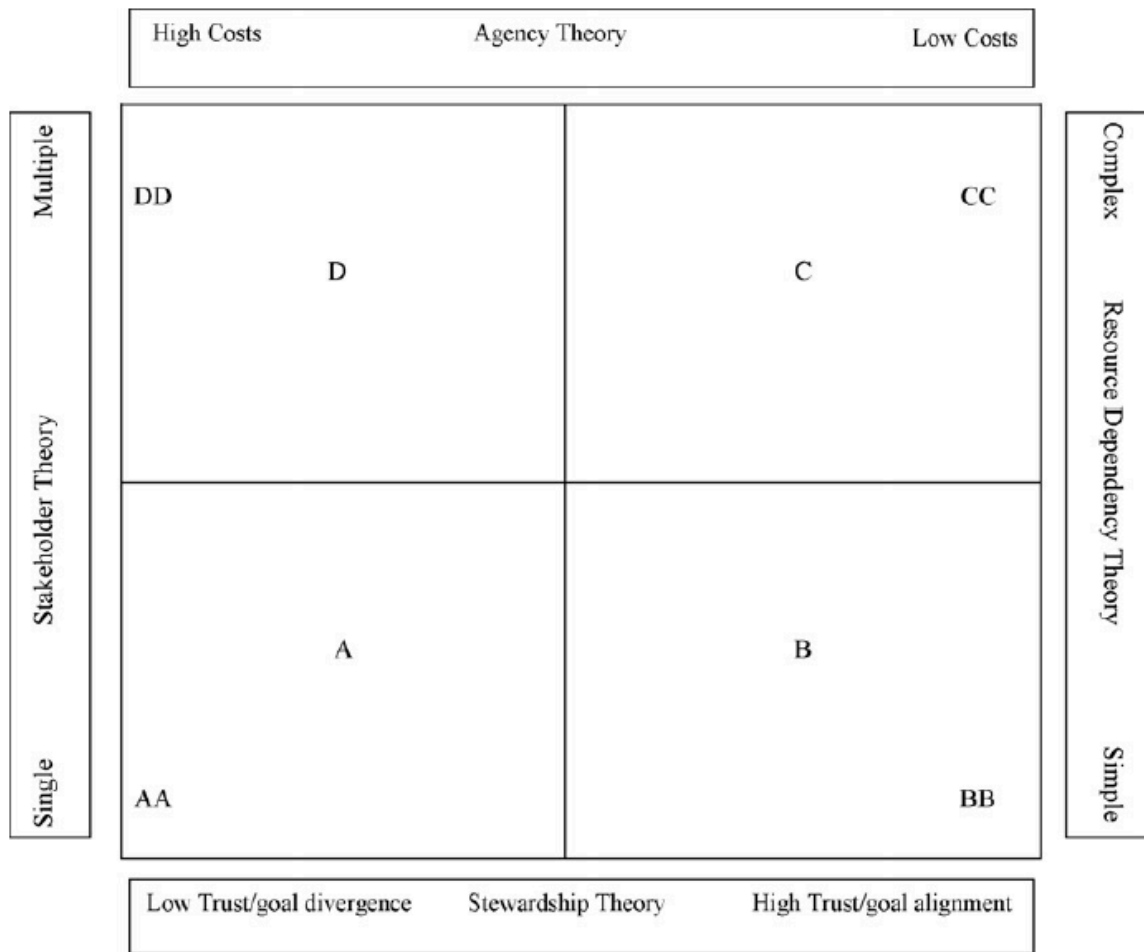 High Costs Agency Theory Low Costs
Multiple
Stakeholder Theory
Single
DD
CC
D
C
A
B
AA
BB
Complex
Resource Dependency Theory
Simple
Low Trust/goal divergence Stewardship Theory High Trust/goal alignment